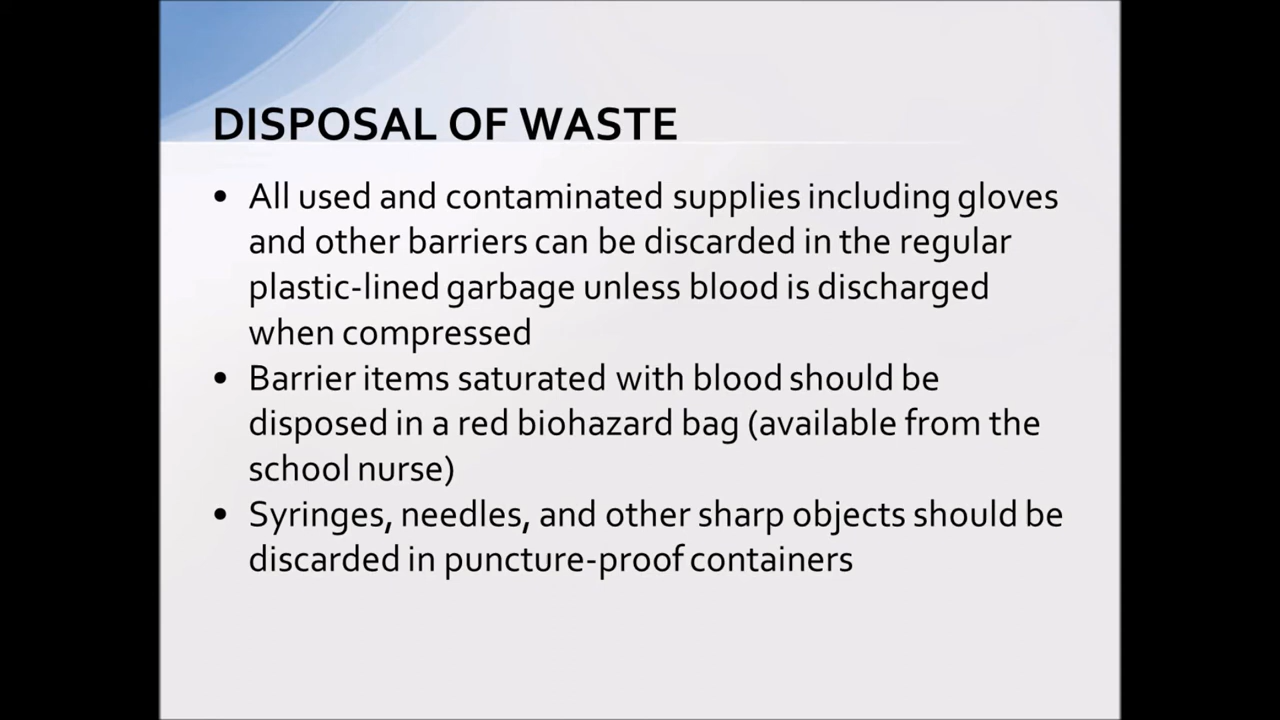 DISPOSAL OF WASTE
• All used and contaminated supplies including gloves
and other barriers can be discarded in the regular
plastic-lined garbage unless blood is discharged
when compressed
• Barrier items saturated with blood should be
disposed in a red biohazard bag (available from the
school nurse)
• Syringes, needles, and other sharp objects should be
discarded in puncture-proof containers